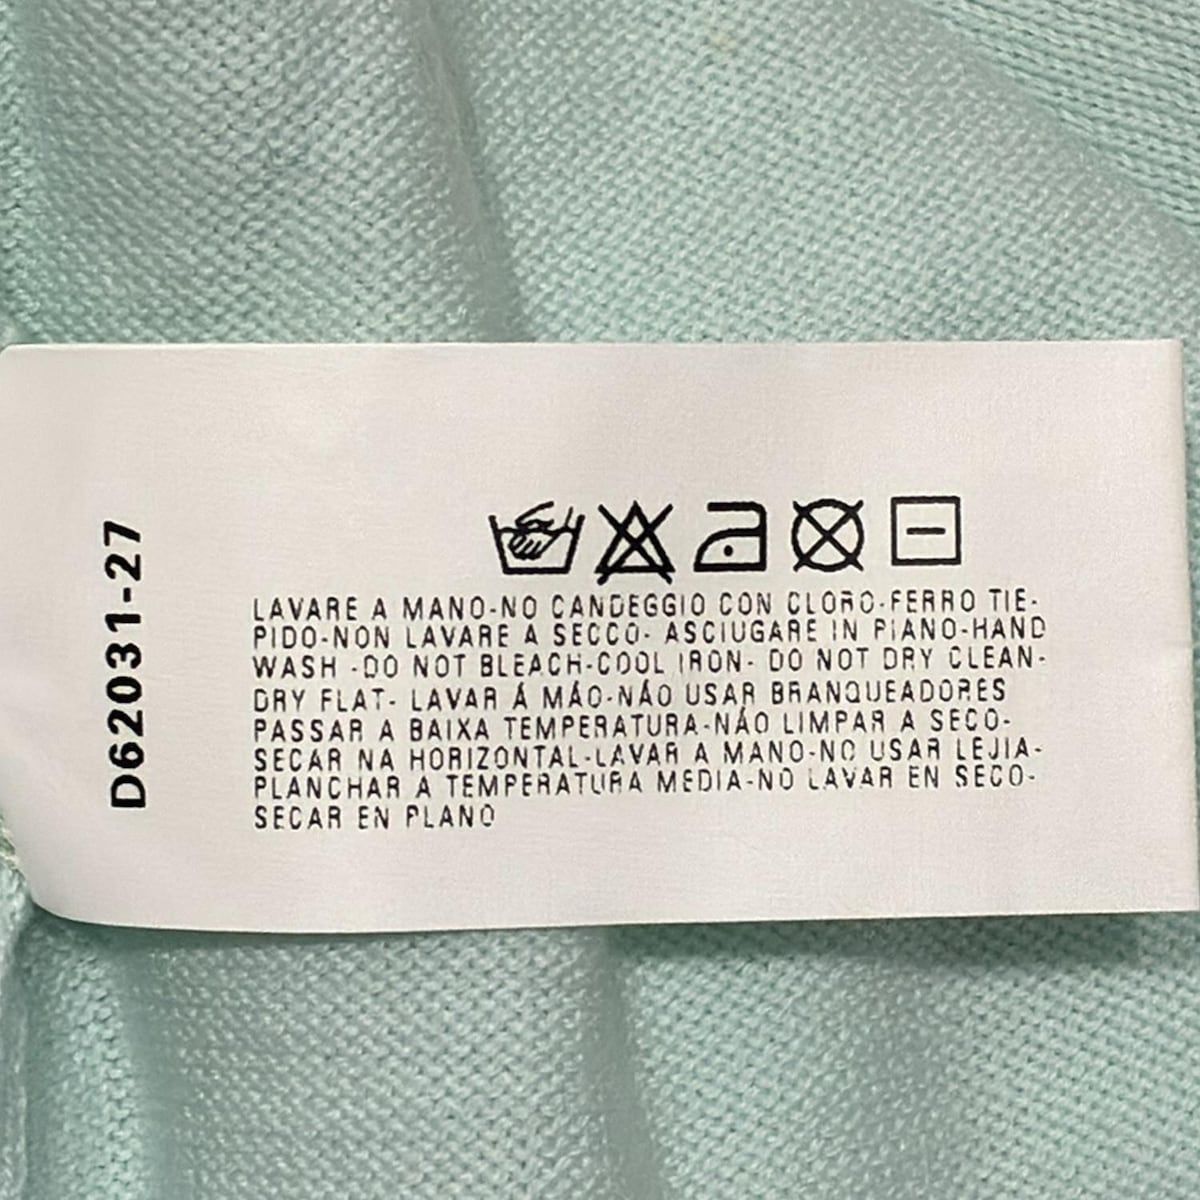 D62031-27
LAVARE A MANO-NO CANDEGGIO CON CLORO-FERRO TIE-
PIDO-NON LAVARE A SECCO- ASCIUGARE IN PIANO-HAND
WASH -DO NOT BLEACH-COOL IRON- DO NOT DRY CLEAN-
DRY FLAT- LAVAR Á MÁO-NÁO USAR BRANQUEADORES
PASSAR A BAIXA TEMPERATURA-NÃO LIMPAR A SECO-
SECAR NA HORIZONTAL-LAVAR A MANO-NO USAR LEJIA-
PLANCHAR A TEMPERATURA MEDIA-NO LAVAR EN SECO-
SECAR EN PLANO